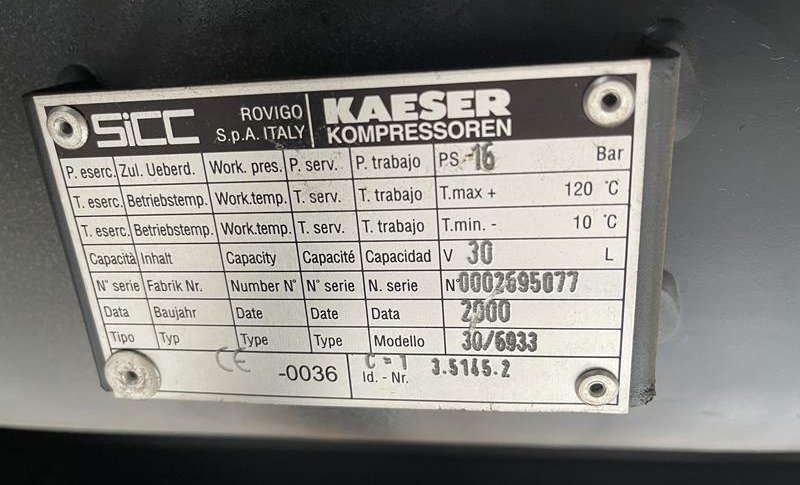 SICC ROVIGO S.p.A. ITALY KAESER KOMPRESSOREN
P. eserc. Zul. Ueberd. Work. pres. P. serv. P. trabajo PS. 16 Bar
T. eserc. Betriebstemp. Work.temp. T. serv. T. trabajo T.max + 120 °C
T. eserc. Betriebstemp. Work.temp. T. serv. T. trabajo T.min. - 10 °C
Capacità Inhalt Capacity Capacité Capacidad V 30 L
N° serie Fabrik Nr. Number N° N° serie N. serie N° 0002695077
Data Baujahr Date Date Data 2000
Tipo Typ Type Type Modello 30/6933
CE -0036 C = 1
Id. - Nr. 3.5145.2